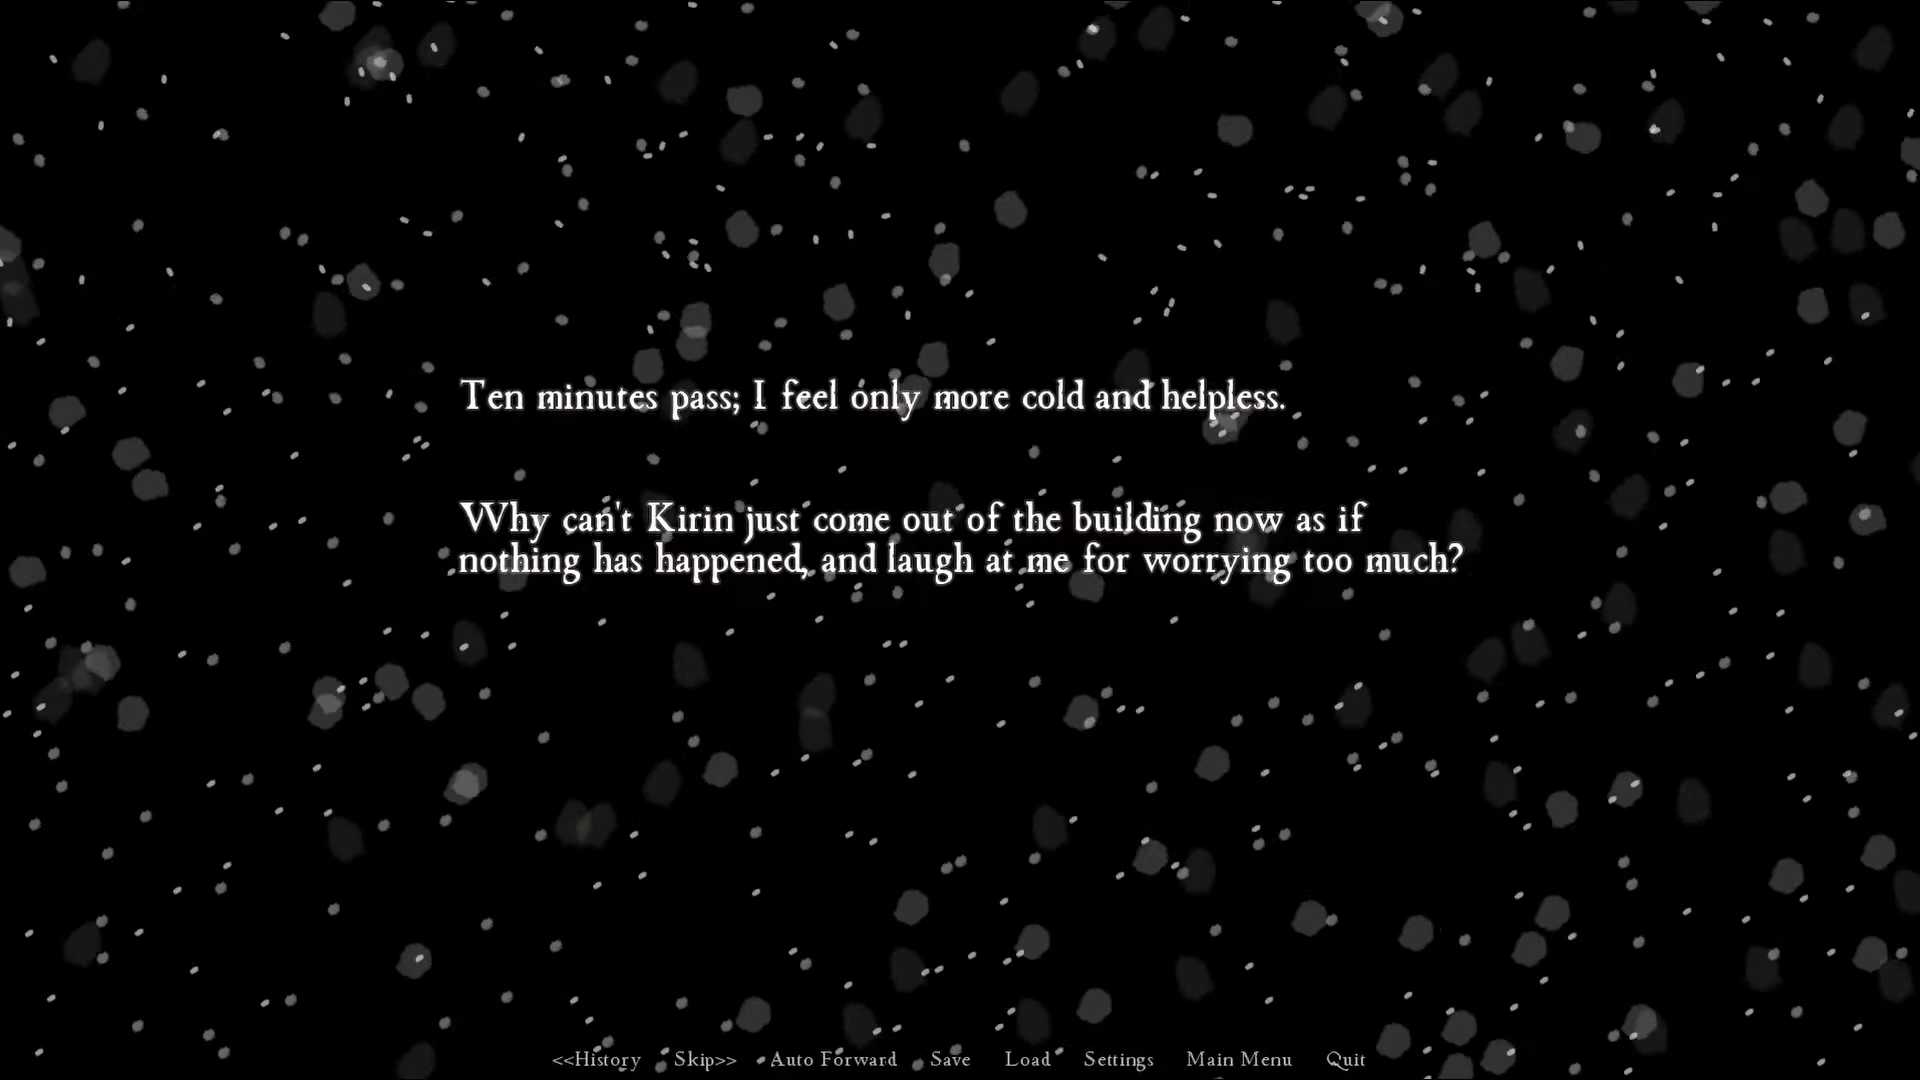 Ten minutes pass; I feel only more cold and helpless.
Why can't Kirin just come out of the building now as if
nothing has happened, and laugh at me for worrying too much?
<<History Skip>> Auto Forward Save Load Settings Main Menu Quit